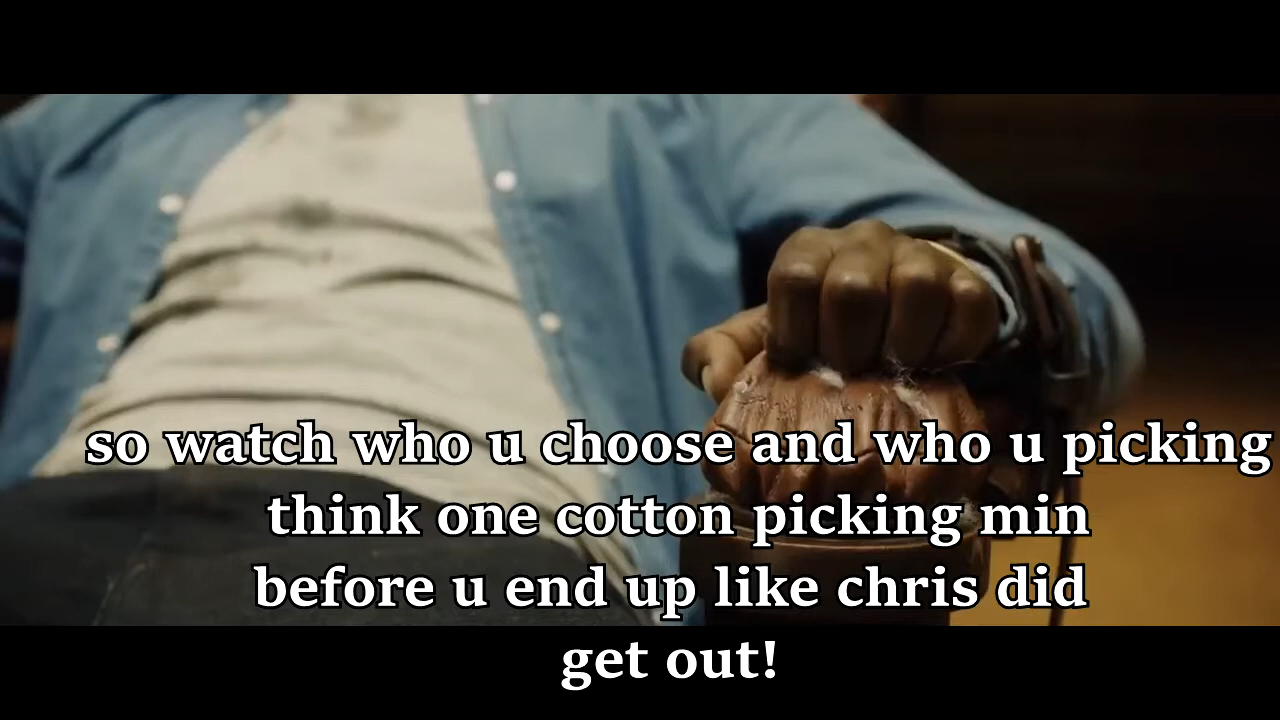 so watch who u choose and who u picking
think one cotton picking min
before u end up like chris did
get out!